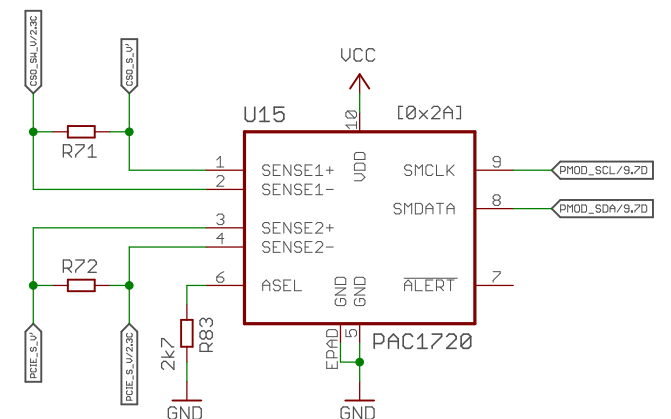 CSO_SW_V/2.3C
CSO_S_V'
VCC
U15
10
[0x2A]
R71
1
2
SENSE1+
SENSE1-
VDD
SMCLK
9
PMOD_SCL/9.7D
3
4
SENSE2+
SENSE2-
SMDATA
8
PMOD_SDA/9.7D
R72
6
ASEL
GND
GND
ALERT
7
PCIE_S_V'
PCIE_S_V/2.3C
2k7
R83
EPAD
5
PAC1720
GND
GND